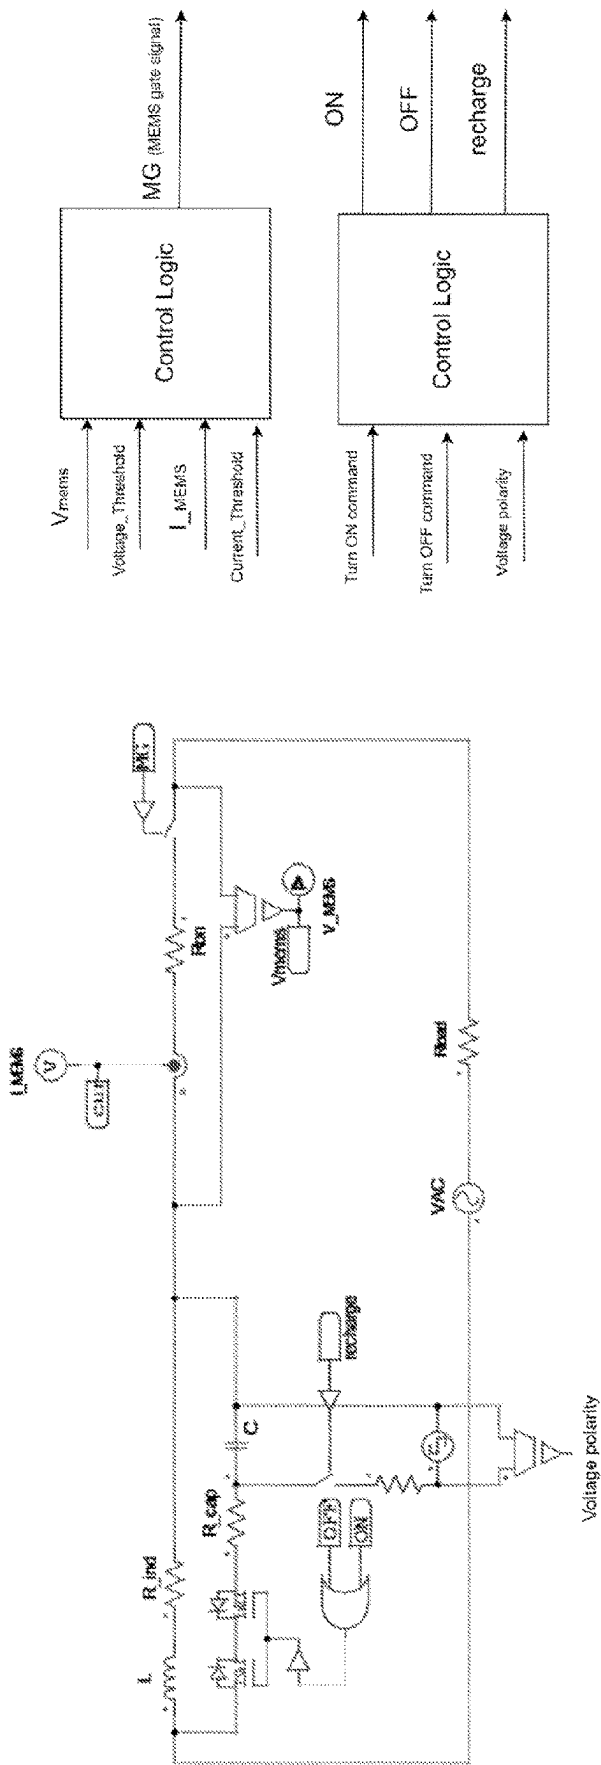 I_MEMS
V
MG
L
R_ind
Ron
R_cap
C
Vmems
V_MEMS
OFF
ON
recharge
VAC
Rload
Voltage polarity
Vmems
Voltage_Threshold
I_MEMS
Current_Threshold
Control Logic
MG (MEMS gate signal)
Turn ON command
Turn OFF command
Voltage polarity
Control Logic
ON
OFF
recharge